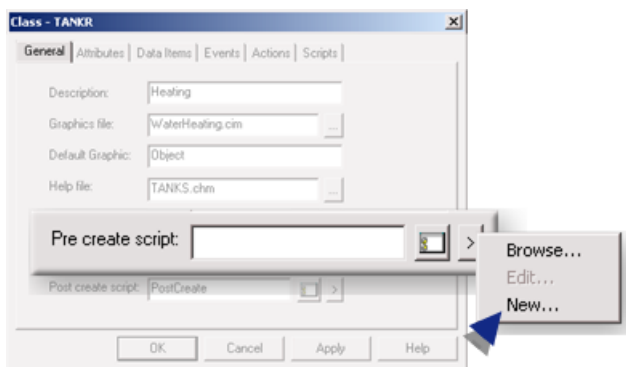 Class - TANKR
General Attributes Data Items Events Actions Scripts
Description: Heating
Graphics file: WaterHeating.cim ...
Default Graphic: Object
Help file: TANKS.chm ...
Pre create script: >
Browse...
Edit...
New...
Post create script: PostCreate >
OK Cancel Apply Help